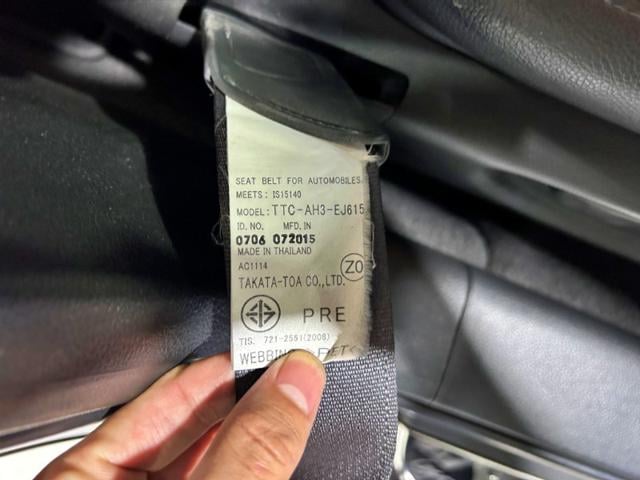 SEAT BELT FOR AUTOMOBILES
MEETS: IS15140
MODEL:TTC-AH3-EJ615
ID.NO. MFD.IN
0706 072015
MADE IN THAILAND
AC1114
Z0
TAKATA-TOA CO.,LTD.
PRE
TIS. 721-2551(2008)